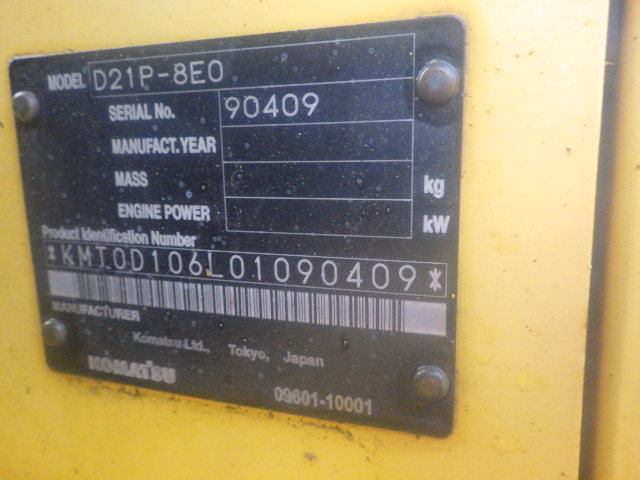 MODEL D21P-8E0
SERIAL No. 90409
MANUFACT. YEAR
MASS kg
ENGINE POWER kW
Product Identification Number
*KMT0D106L01090409*
MANUFACTURER
Komatsu Ltd., Tokyo, Japan
KOMATSU
09601-10001